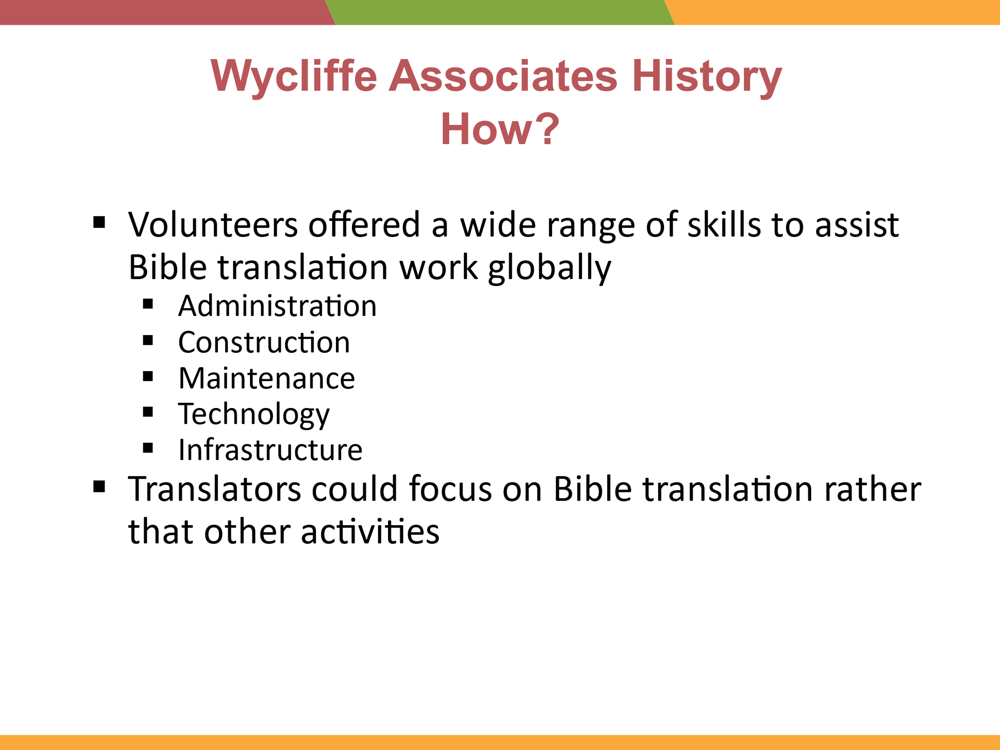 Wycliffe Associates History
How?
▪ Volunteers offered a wide range of skills to assist
Bible translation work globally
▪ Administration
▪ Construction
▪ Maintenance
▪ Technology
▪ Infrastructure
▪ Translators could focus on Bible translation rather
that other activities